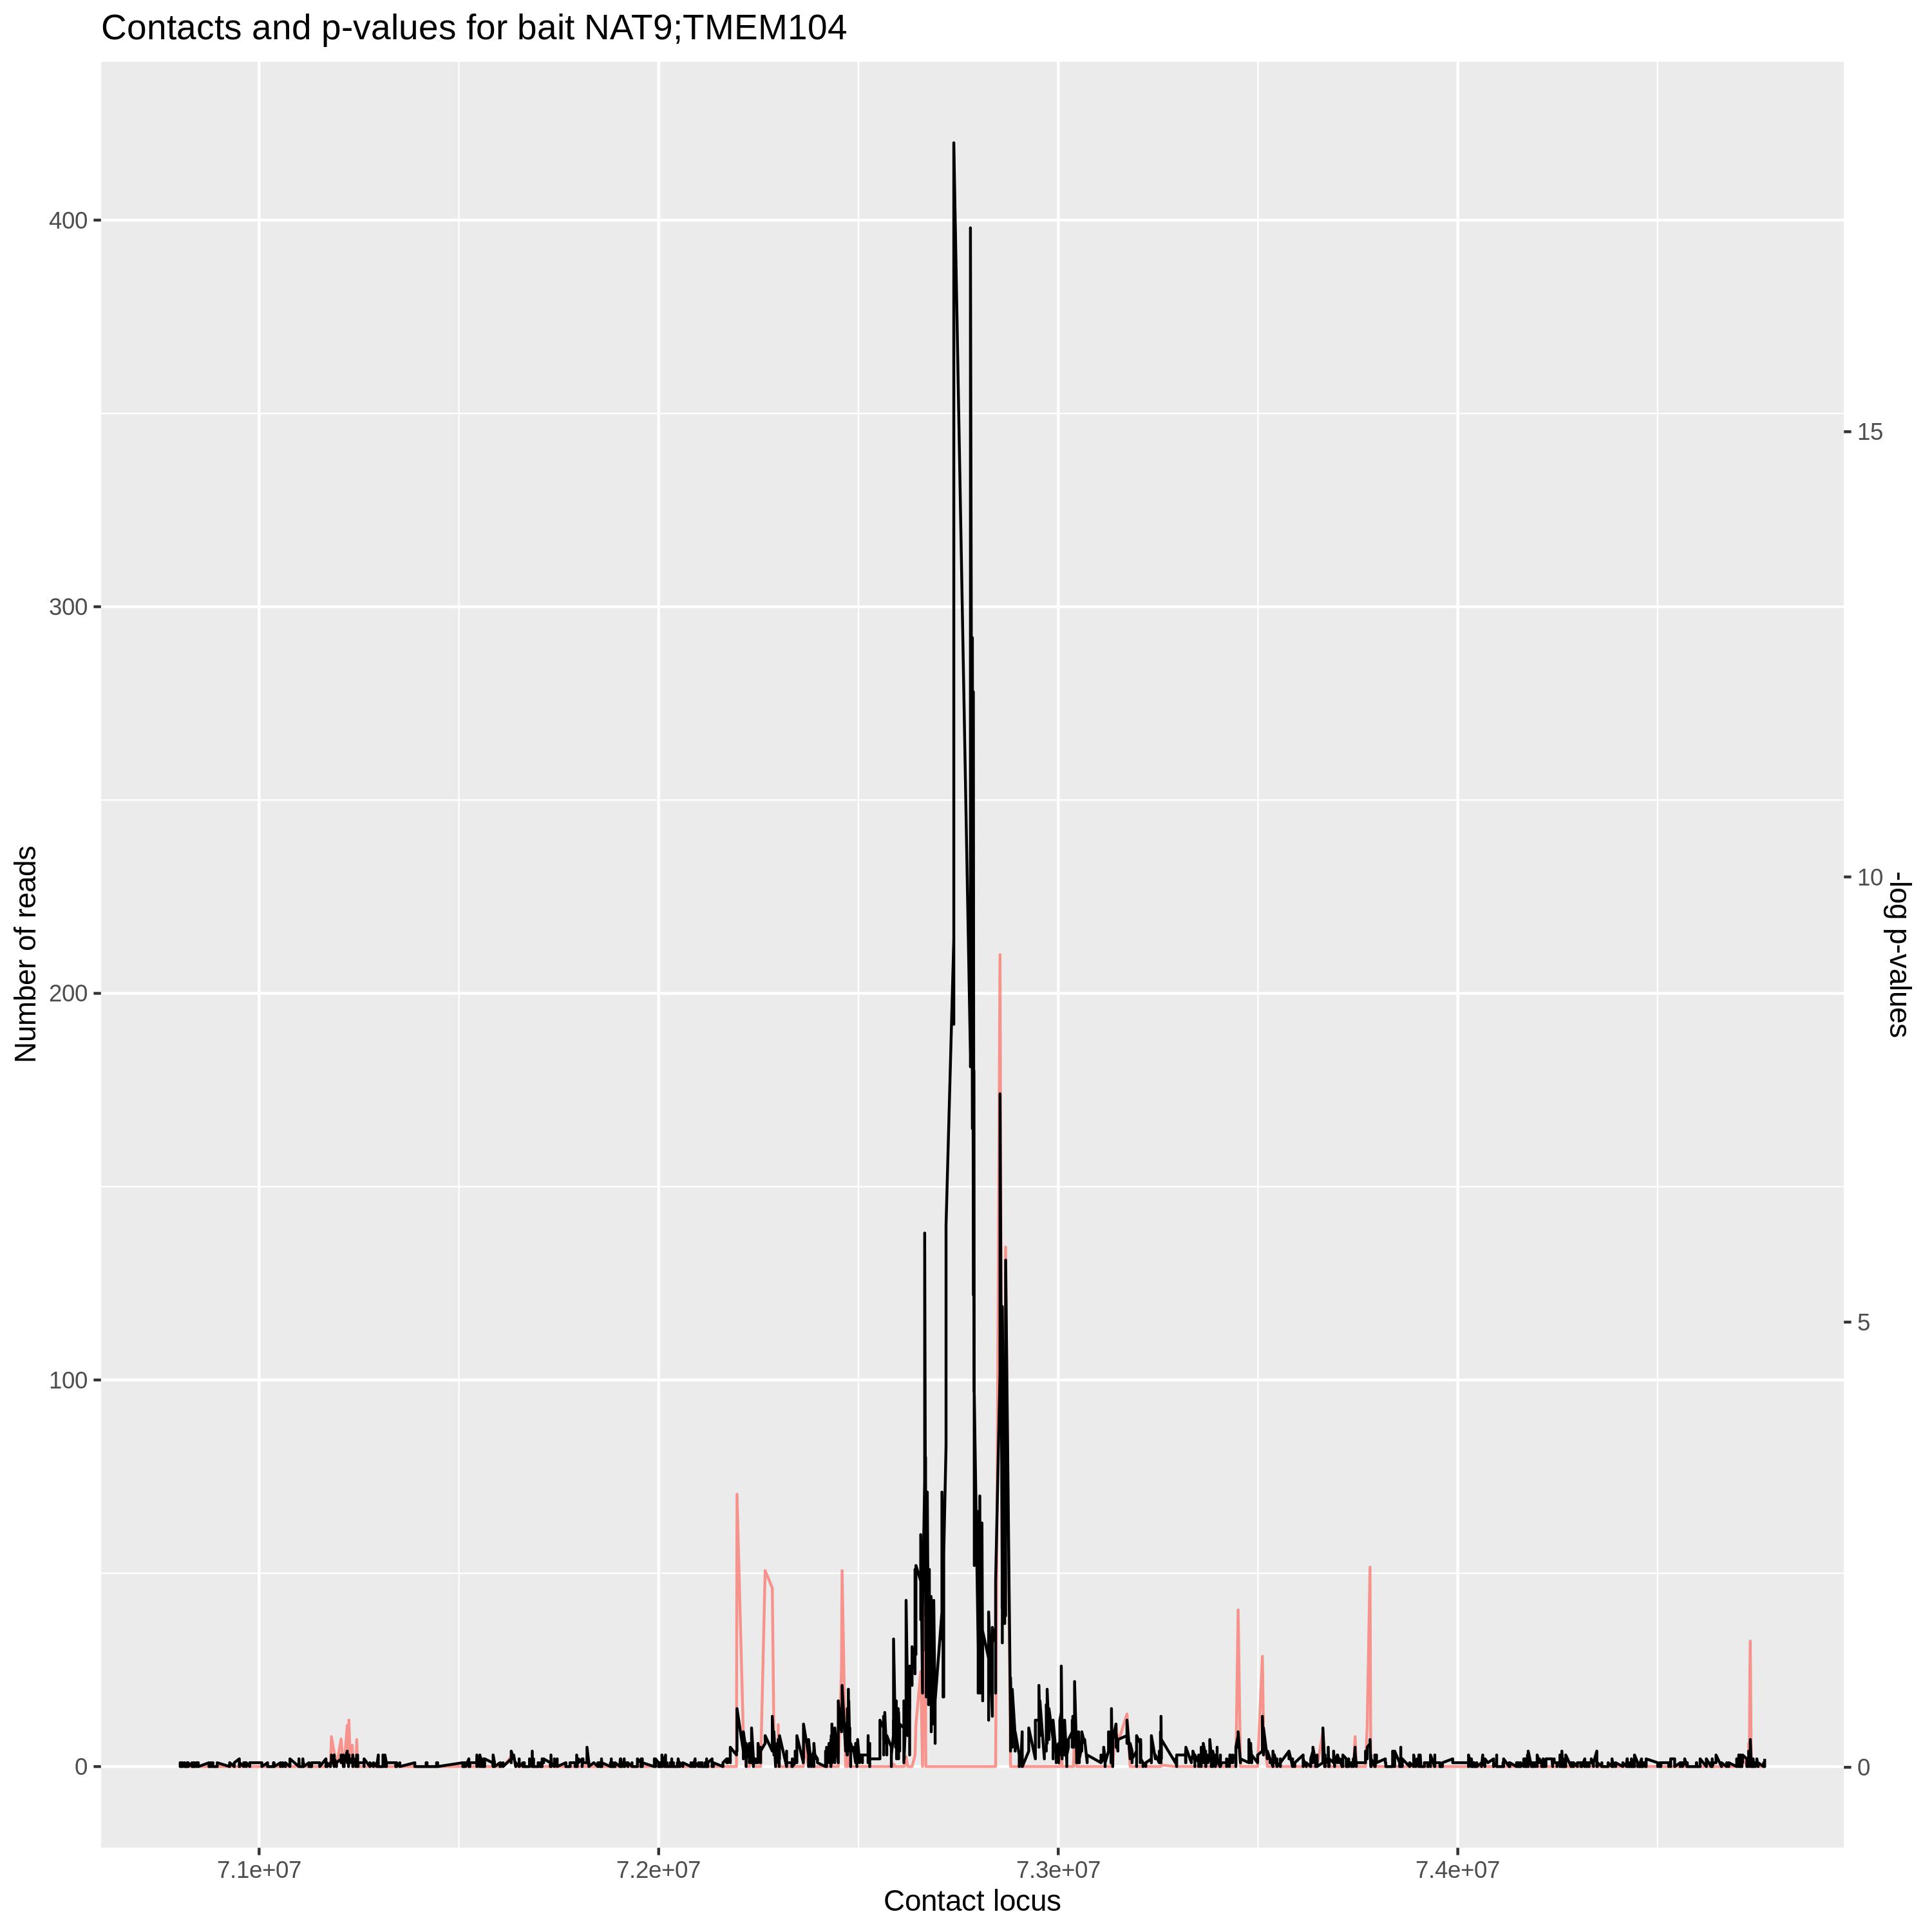 Contacts and p-values for bait NAT9;TMEM104
400
300
200
100
0
Number of reads
15
10
5
0
-log p-values
7.1e+07
7.2e+07
7.3e+07
7.4e+07
Contact locus